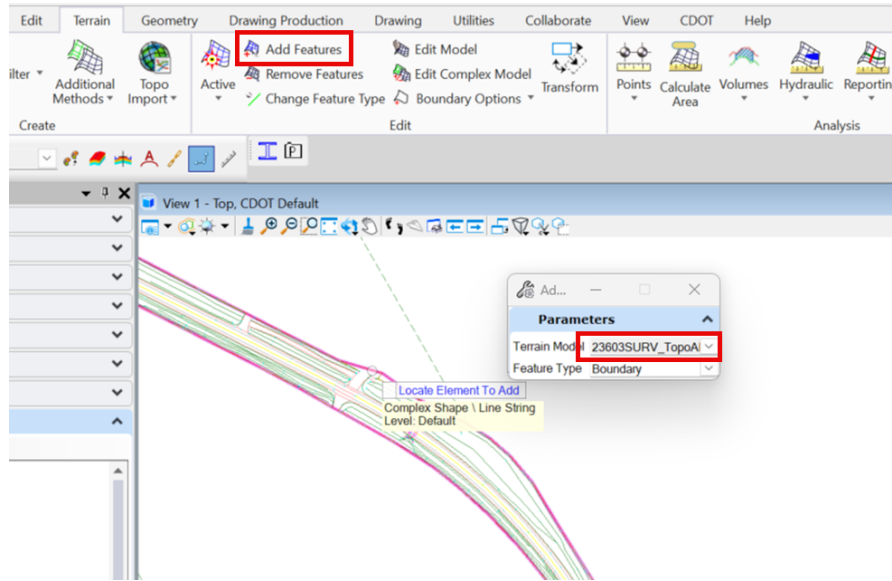 Edit Terrain Geometry Drawing Production Drawing Utilities Collaborate View CDOT Help
Add Features Edit Model
ilter Additional Methods Topo Import Active Remove Features Edit Complex Model Transform Points Calculate Area Volumes Hydraulic Reportin
Change Feature Type Boundary Options
Create Edit Analysis
View 1 - Top, CDOT Default
Ad...
Parameters
Terrain Model 23603SURV_TopoAl
Feature Type Boundary
Locate Element To Add
Complex Shape \ Line String
Level: Default